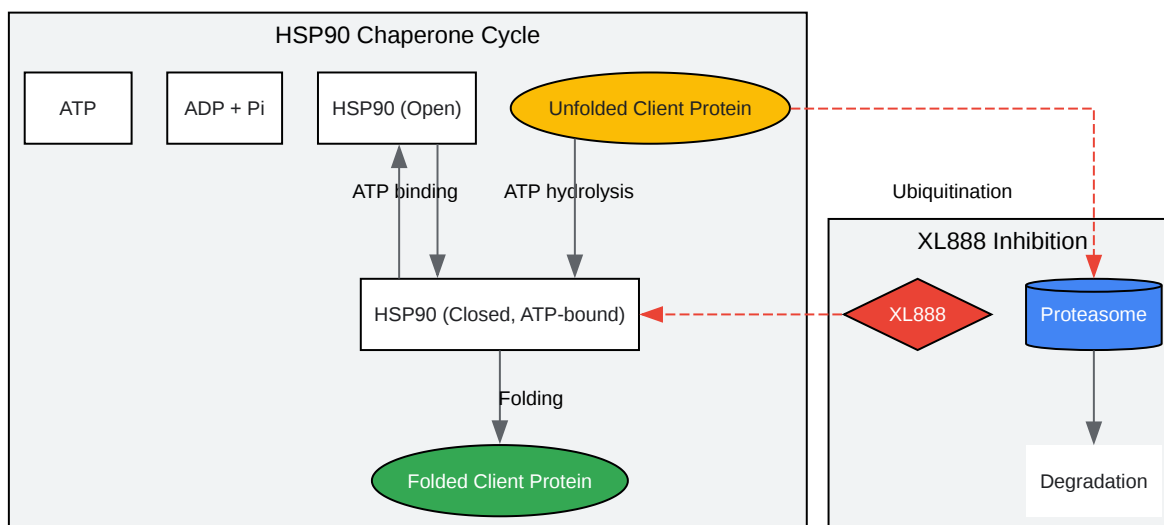 HSP90 Chaperone Cycle
ATP
ADP + Pi
HSP90 (Open)
Unfolded Client Protein
ATP binding
ATP hydrolysis
Ubiquitination
XL888 Inhibition
HSP90 (Closed, ATP-bound)
XL888
Proteasome
Folding
Folded Client Protein
Degradation